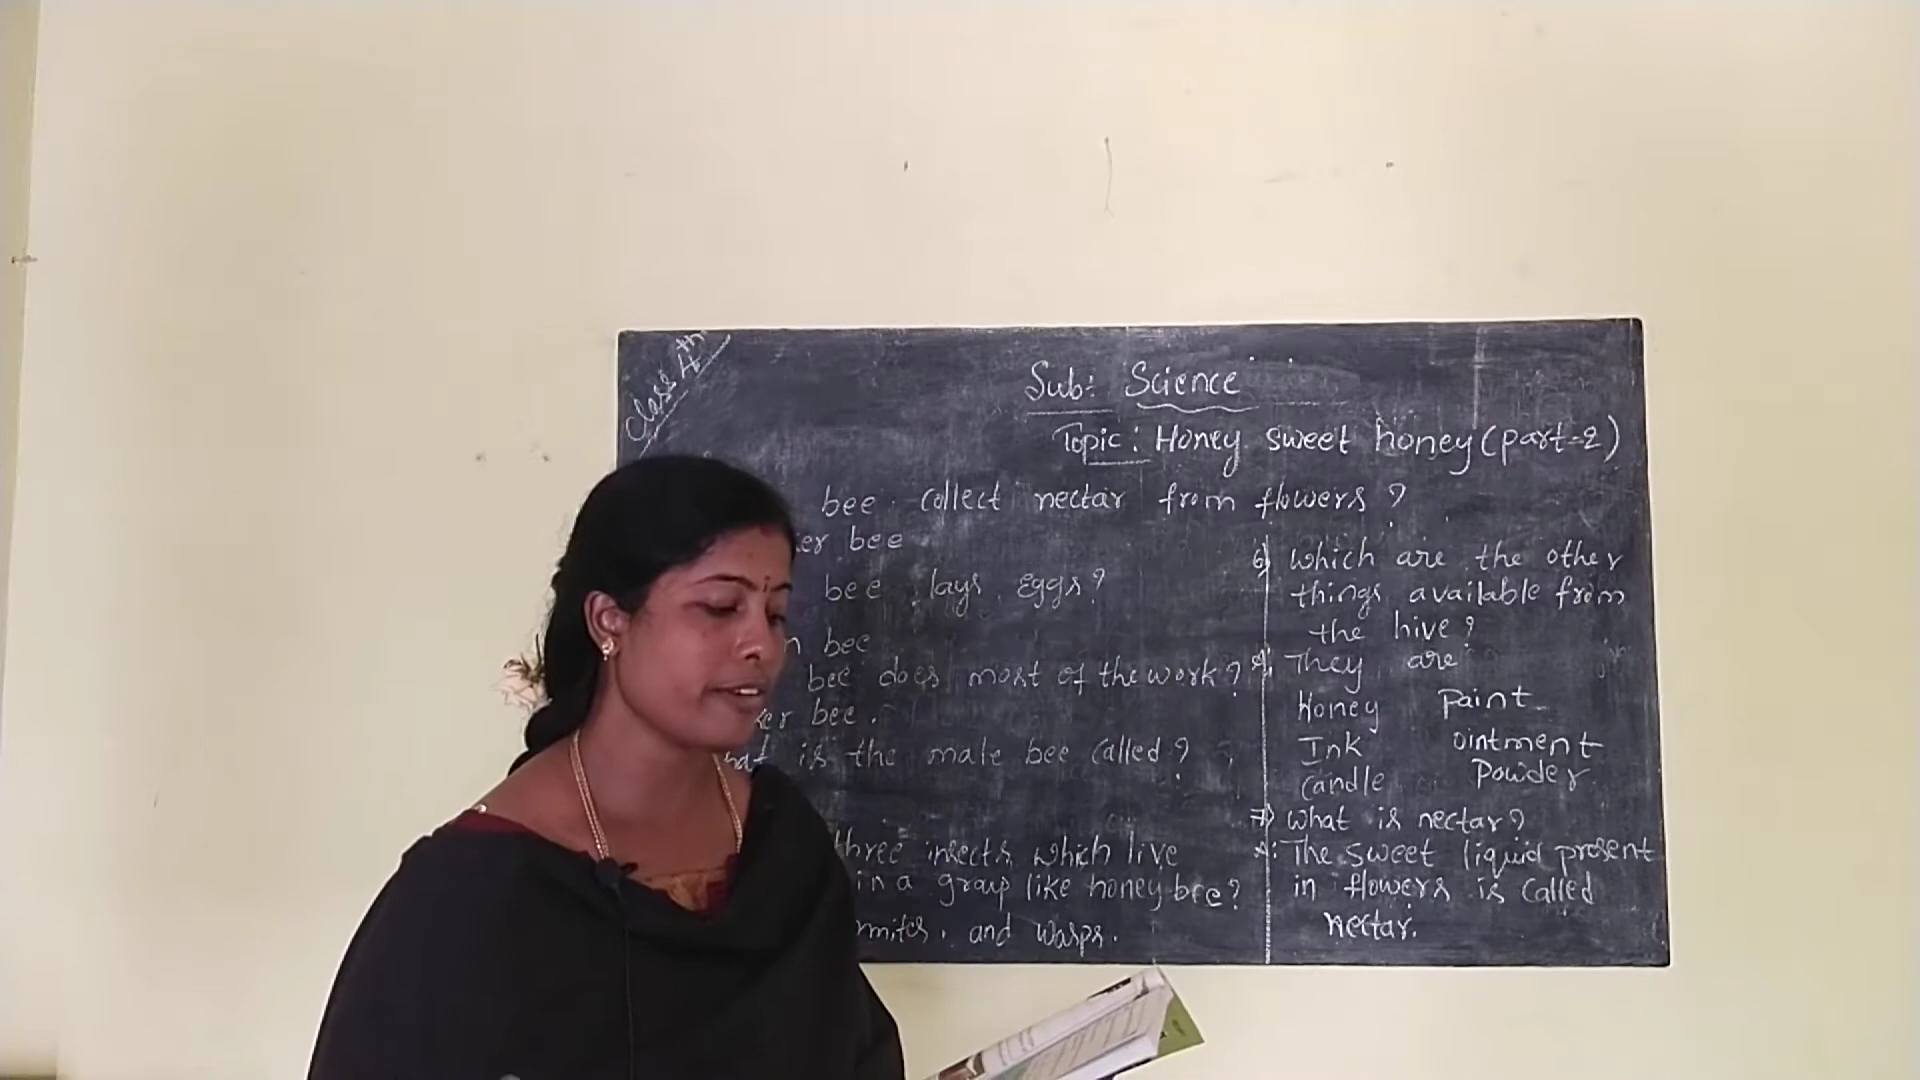 Class 4th
Sub: Science
Topic: Honey sweet honey (part-2)
bee collect nectar from flowers ?
er bee
bee lays Eggs?
n bee
bee does most of the work ?
ker bee.
hat is the male bee called ?
three insects which live
in a group like honey bee?
rmites, and wasps.
6) which are the other
things available from
the hive ?
A: They are
Honey paint
Ink ointment
Candle Powder
7) What is nectar?
A: The sweet liquid present
in flowers is called
nectar.